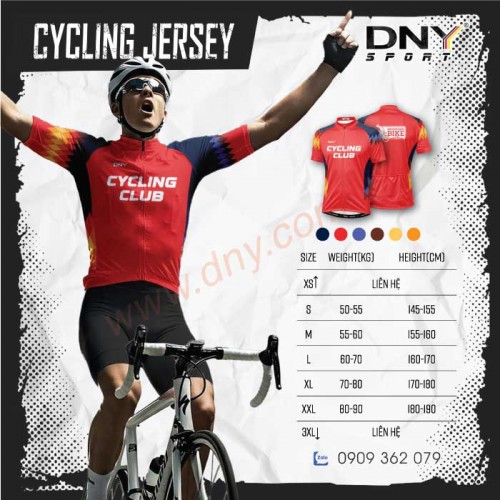 CYCLING JERSEY
DNY
SPORT
DNY
CYCLING
CLUB
BIKE
www.dny.com
SIZE WEIGHT(KG) HEIGHT(CM)
XS↑ LIÊN HỆ
S 50-55 145-155
M 55-60 155-160
L 60-70 160-170
XL 70-80 170-180
XXL 80-90 180-190
3XL↓ LIÊN HỆ
Zalo 0909 362 079